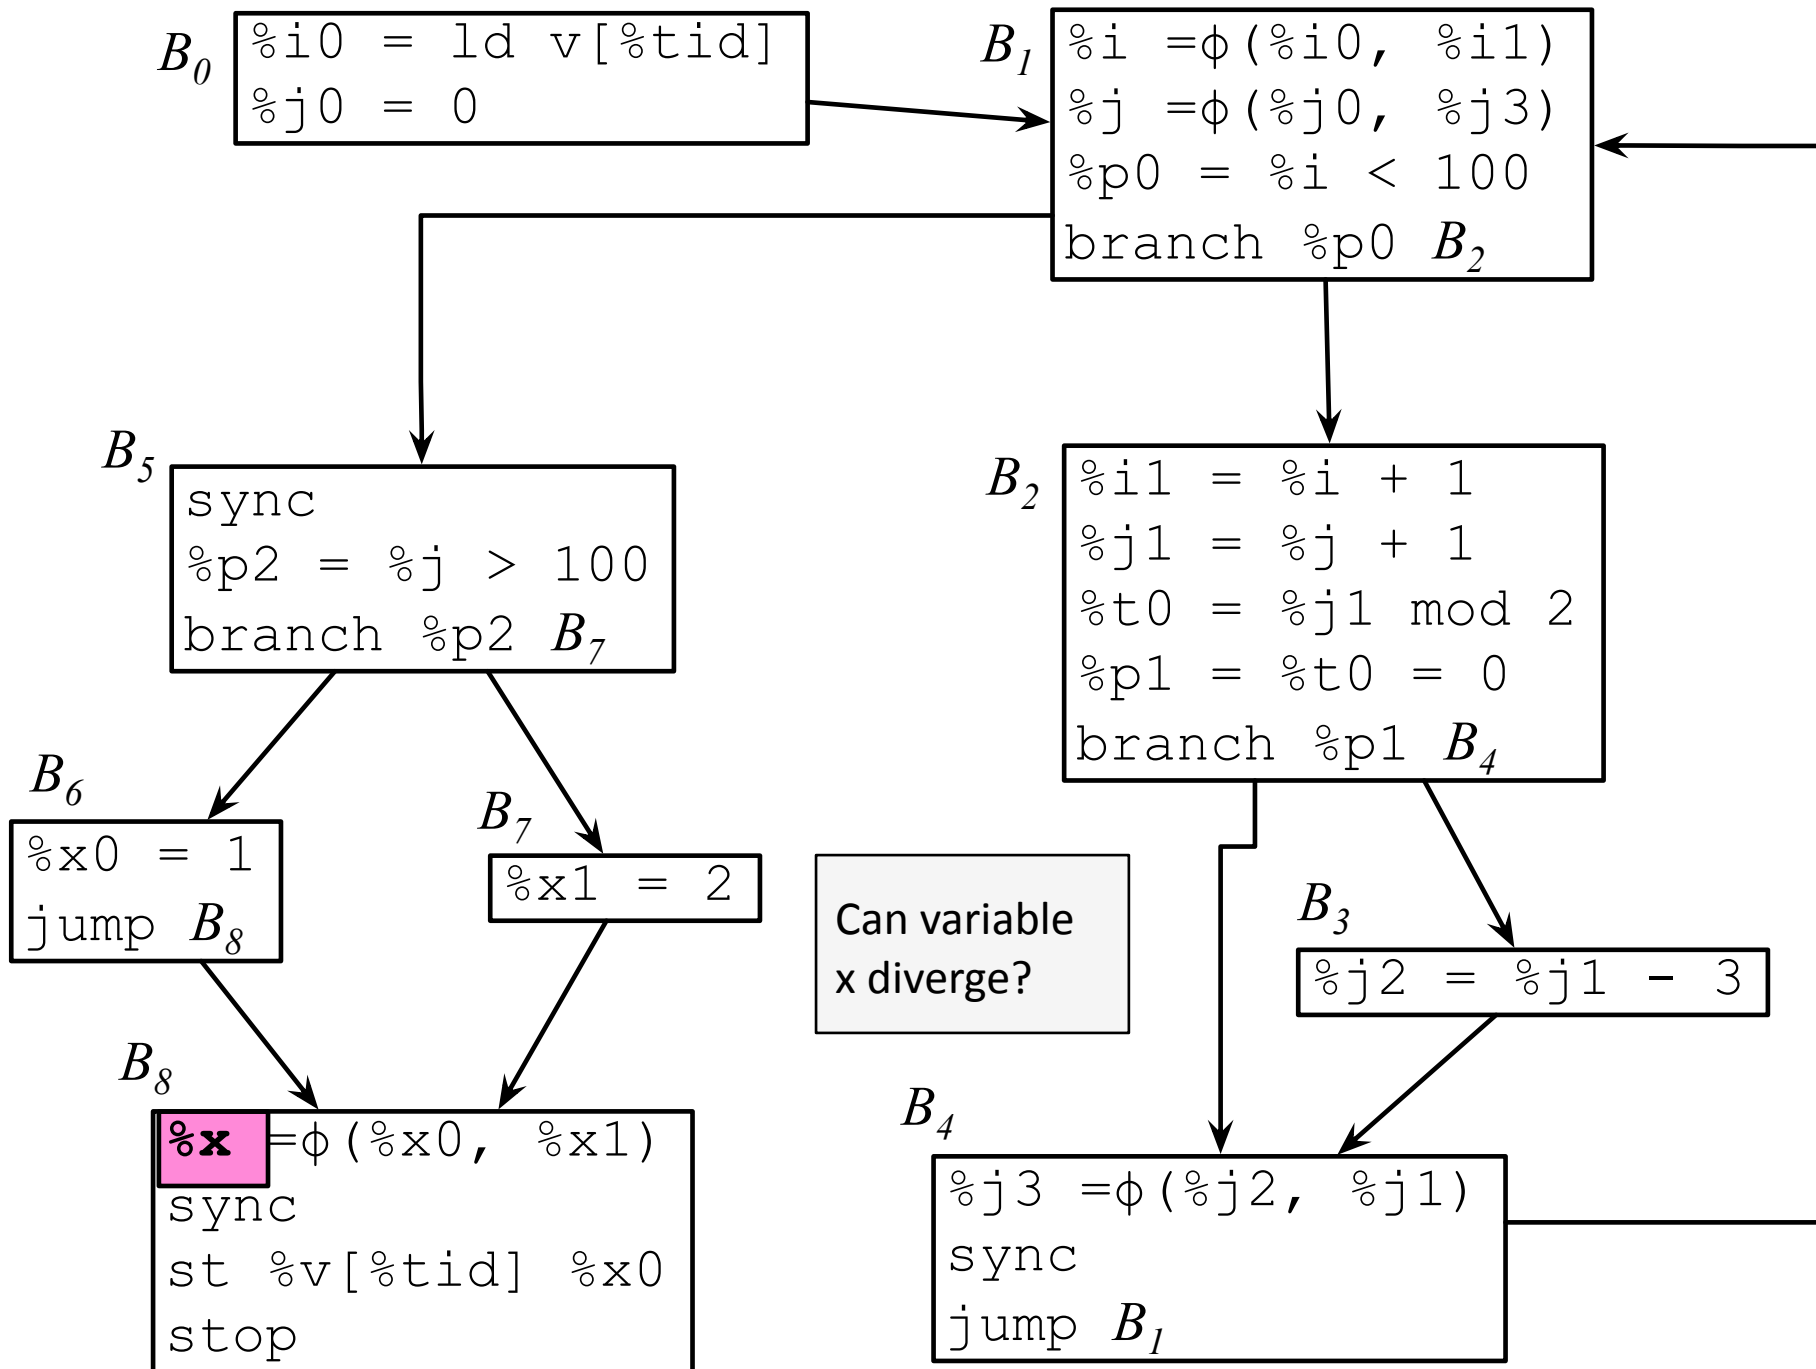 B0
%i0 = ld v[%tid]
%j0 = 0
B1
%i =ϕ(%i0, %i1)
%j =ϕ(%j0, %j3)
%p0 = %i < 100
branch %p0 B2
B5
sync
%p2 = %j > 100
branch %p2 B7
B2
%i1 = %i + 1
%j1 = %j + 1
%t0 = %j1 mod 2
%p1 = %t0 = 0
branch %p1 B4
B6
%x0 = 1
jump B8
B7
%x1 = 2
Can variable
x diverge?
B3
%j2 = %j1 - 3
B8
%x =ϕ(%x0, %x1)
sync
st %v[%tid] %x0
stop
B4
%j3 =ϕ(%j2, %j1)
sync
jump B1